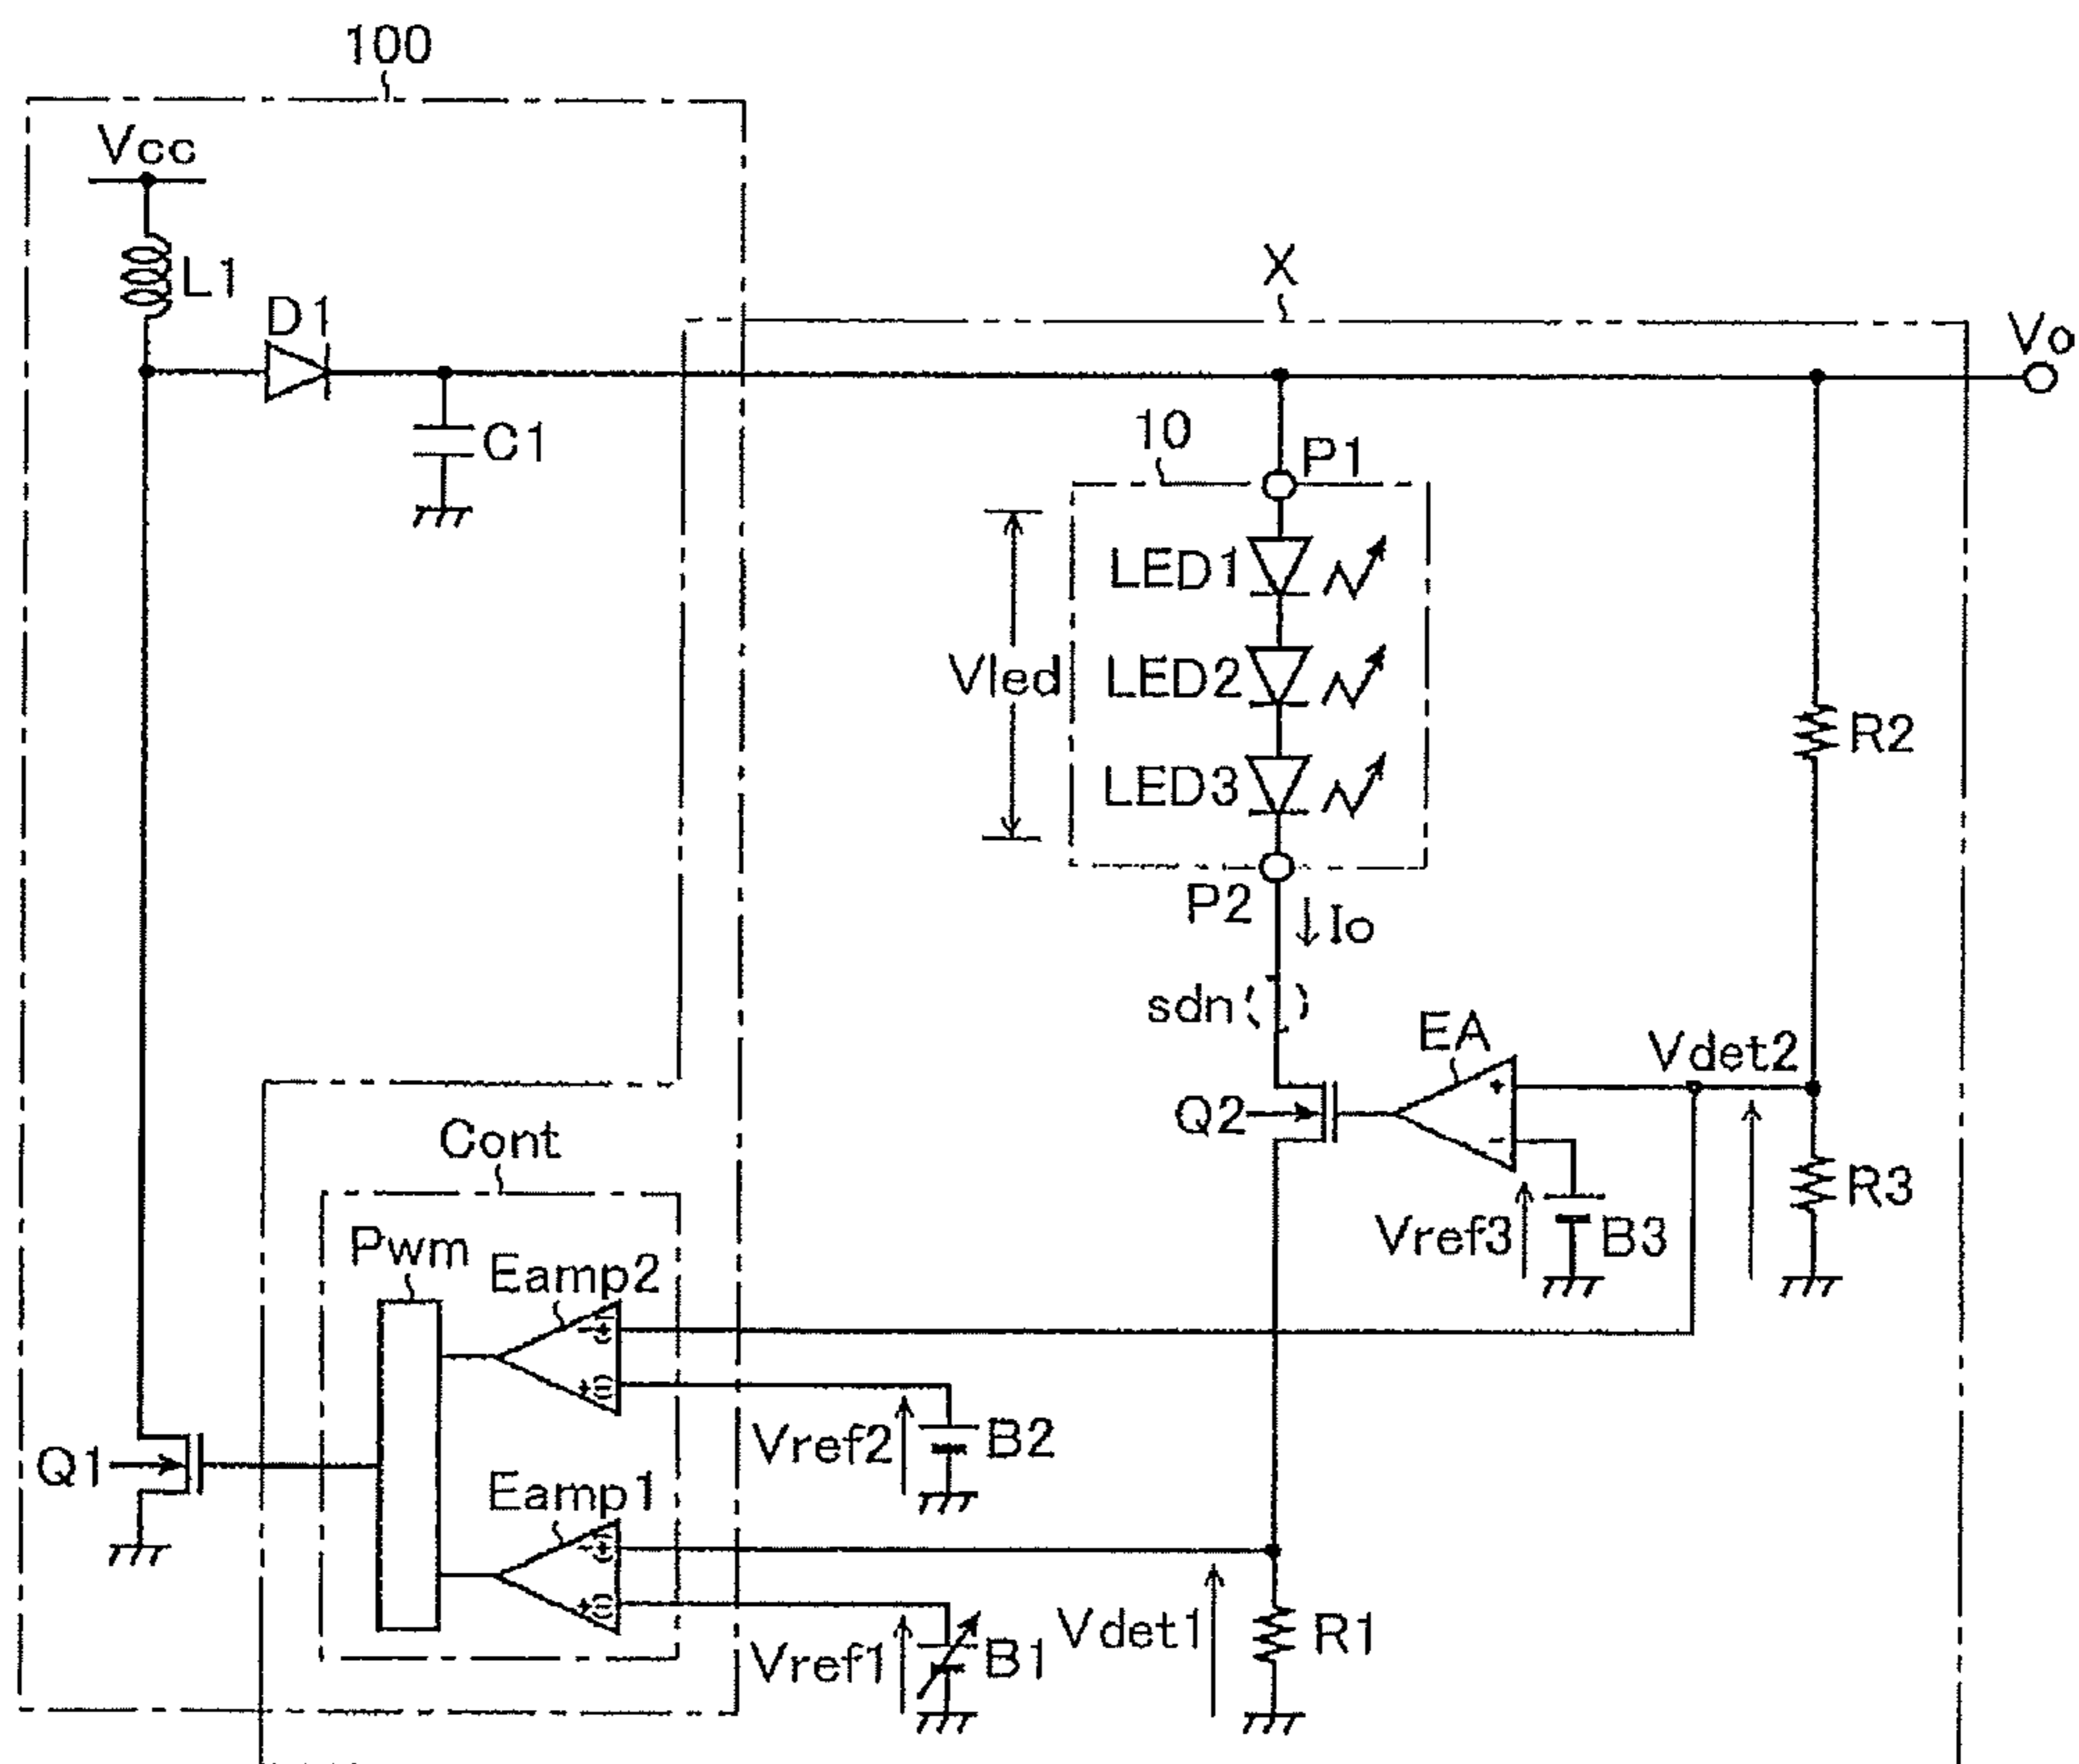 100
Vcc
L1
D1
X
Vo
C1
10
P1
LED1
Vled
LED2
R2
LED3
P2
Io
sdn
EA
Vdet2
+
-
Q2
Cont
R3
Vref3
B3
Pwm
Eamp2
-(+)
+(-)
Vref2
B2
Q1
Eamp1
-(+)
+(-)
Vref1
B1
Vdet1
R1